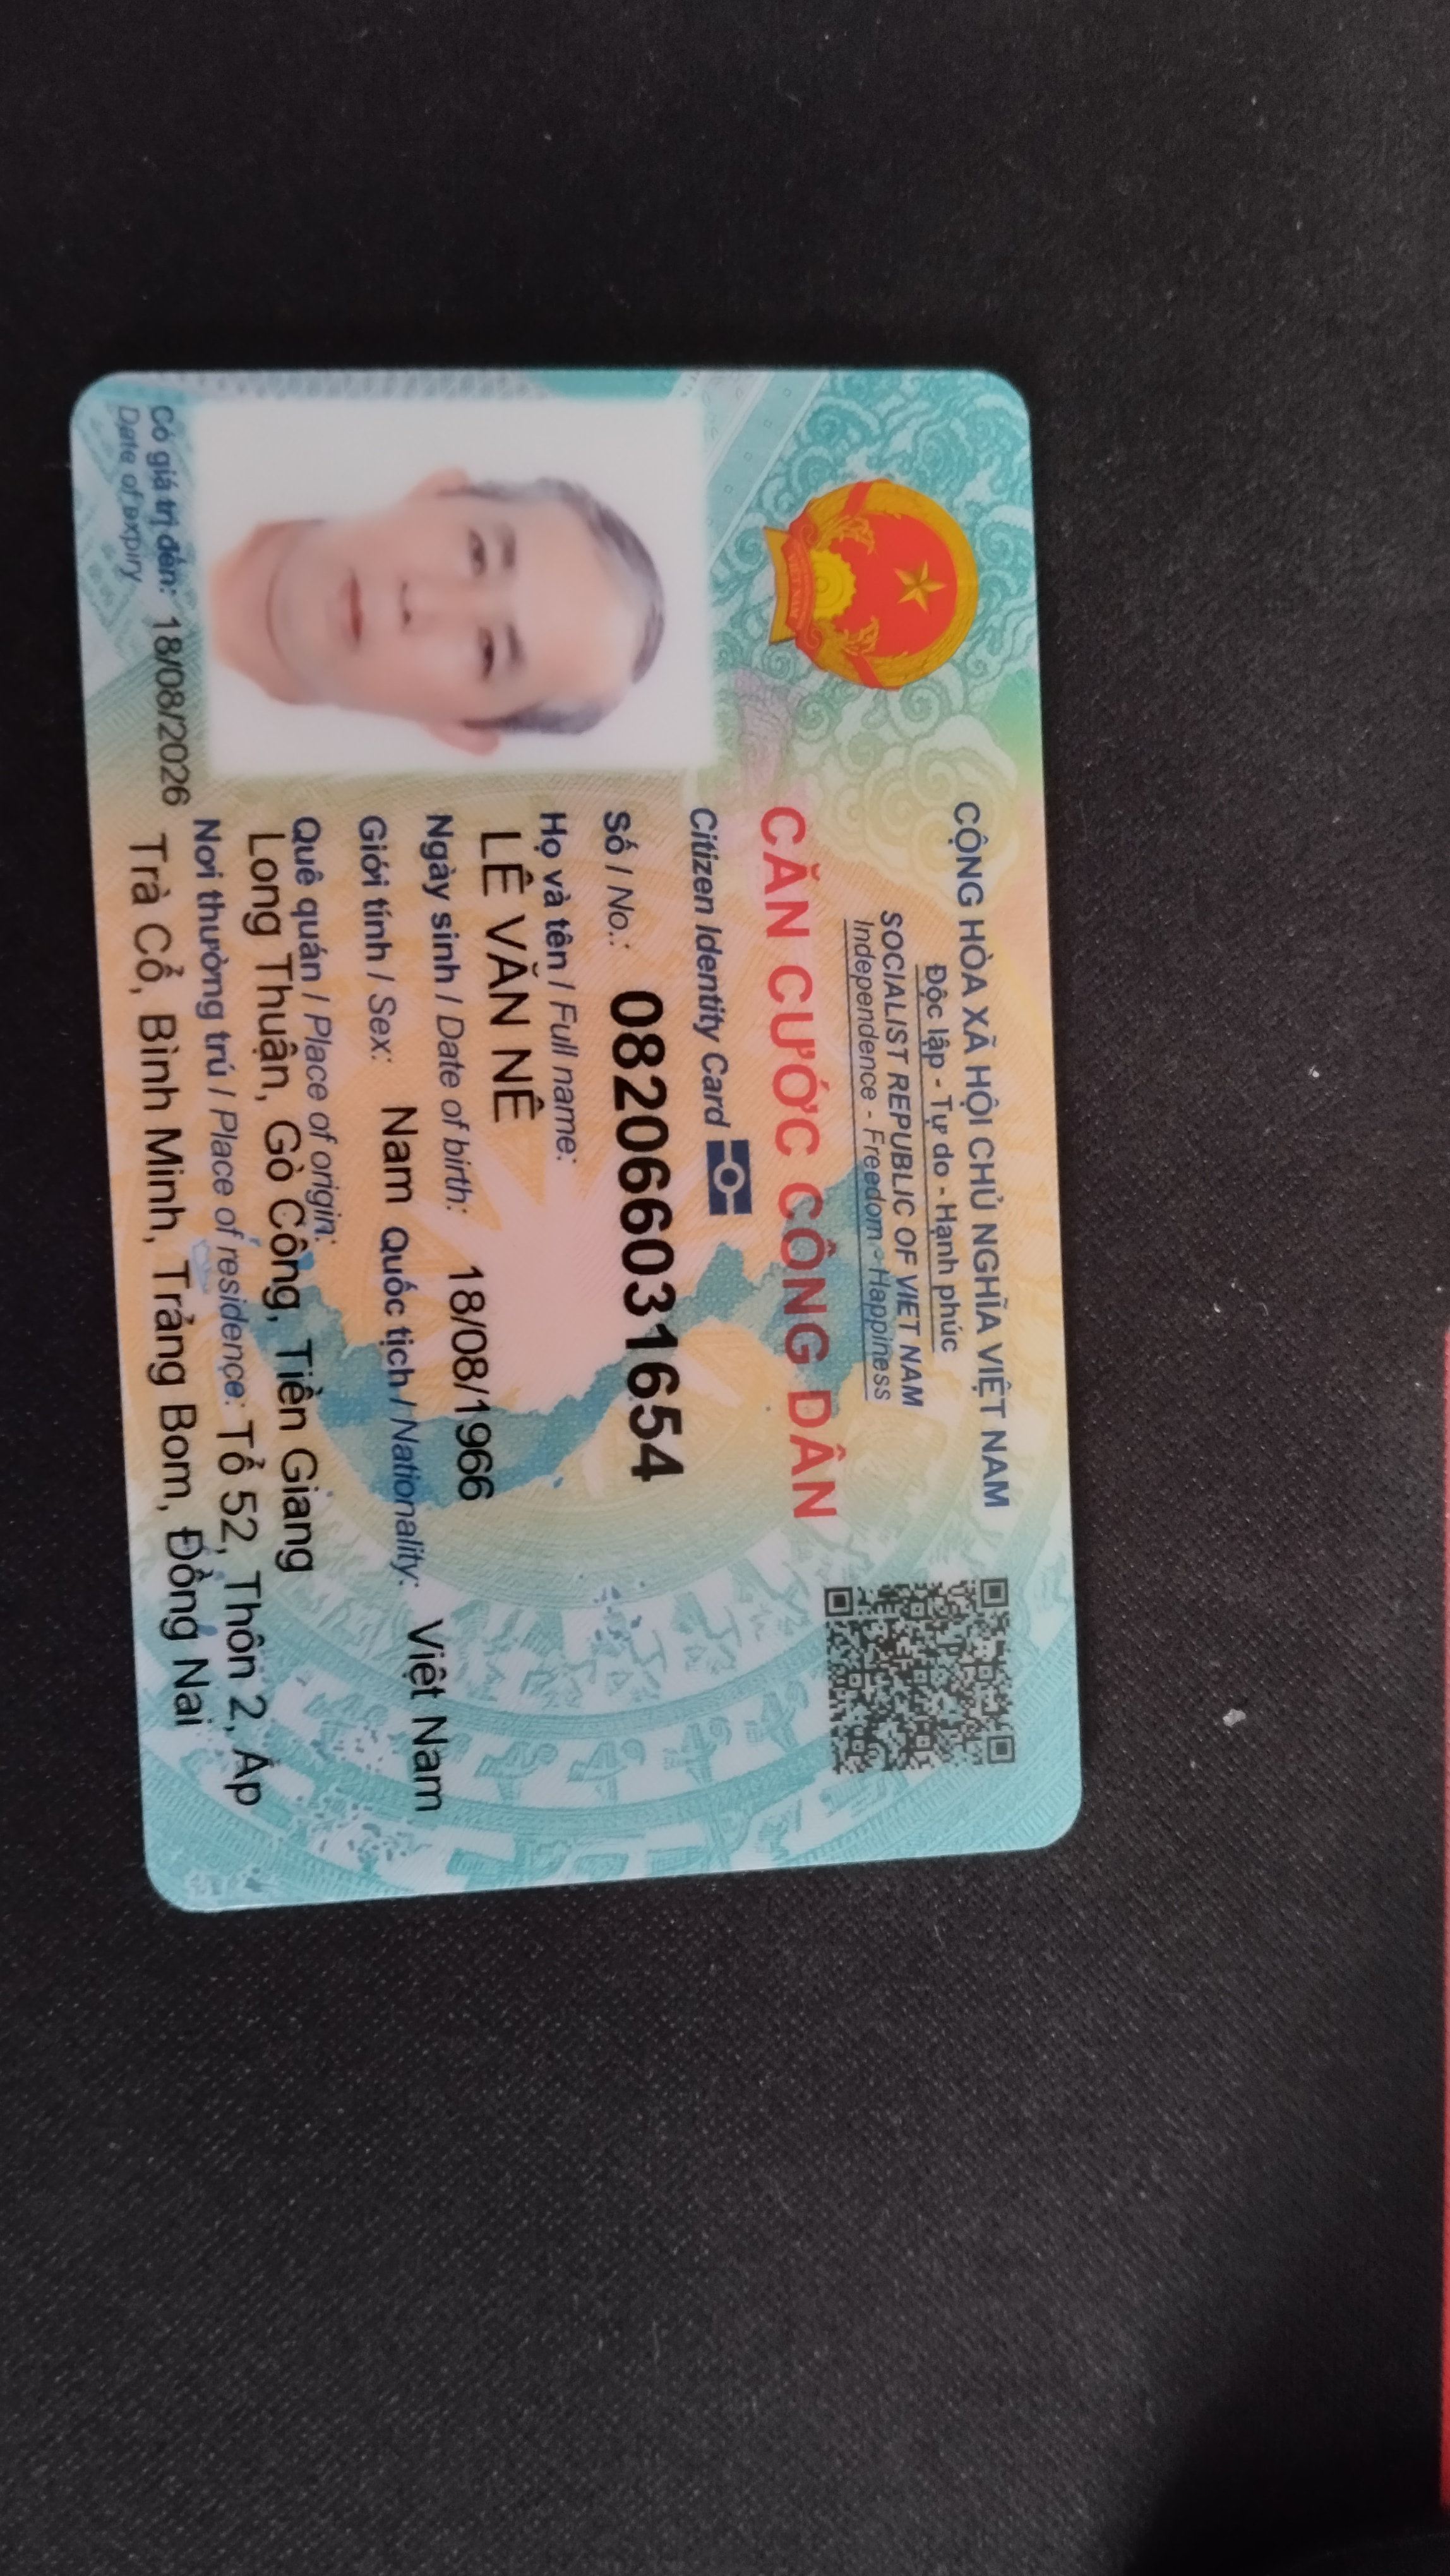 CỘNG HÒA XÃ HỘI CHỦ NGHĨA VIỆT NAM
Độc lập - Tự do - Hạnh phúc
SOCIALIST REPUBLIC OF VIET NAM
Independence - Freedom - Happiness
CĂN CƯỚC CÔNG DÂN
Citizen Identity Card
Số / No.: 082066031654
Họ và tên / Full name:
LÊ VĂN NÊ
Ngày sinh / Date of birth: 18/08/1966
Giới tính / Sex: Nam Quốc tịch / Nationality: Việt Nam
Quê quán / Place of origin:
Long Thuận, Gò Công, Tiền Giang
Nơi thường trú / Place of residence: Tổ 52, Thôn 2, Ấp
Trà Cổ, Bình Minh, Trảng Bom, Đồng Nai
Có giá trị đến: 18/08/2026
Date of expiry